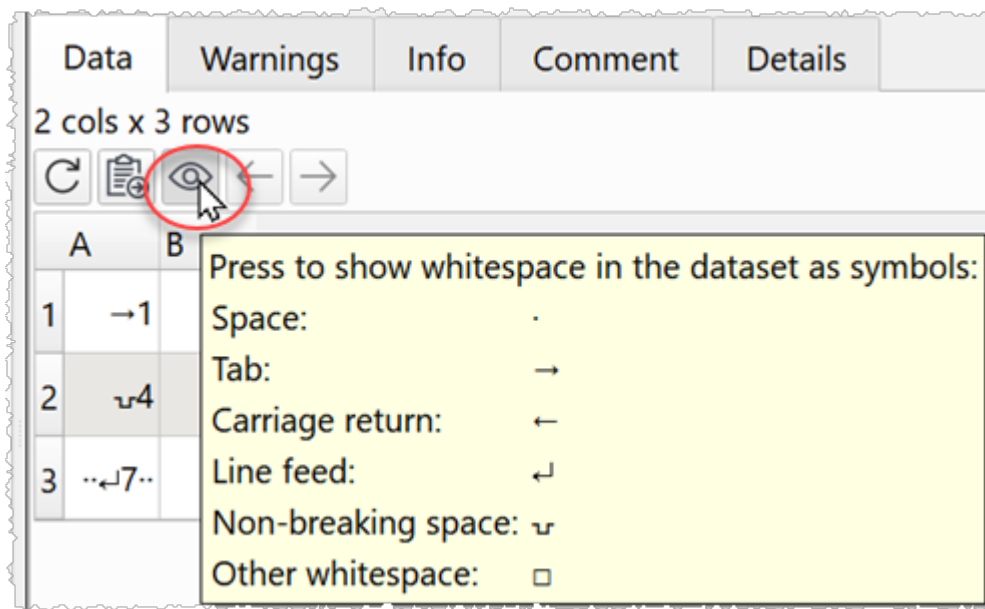 Data Warnings Info Comment Details
2 cols x 3 rows
A B
1 →1
2 ⍽4
3 ··↵7··
Press to show whitespace in the dataset as symbols:
Space: ·
Tab: →
Carriage return: ←
Line feed: ↵
Non-breaking space: ⍽
Other whitespace: □